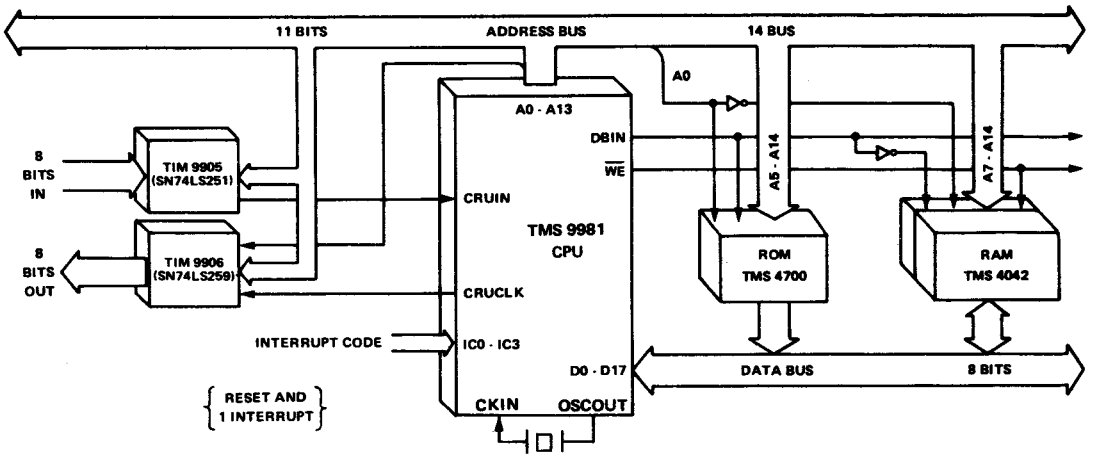 11 BITS
ADDRESS BUS
14 BUS
A0
A0 - A13
8
BITS
IN
TIM 9905
(SN74LS251)
DBIN
WE
A5 - A14
A7 - A14
CRUIN
TMS 9981
CPU
8
BITS
OUT
TIM 9906
(SN74LS259)
ROM
TMS 4700
RAM
TMS 4042
CRUCLK
INTERRUPT CODE
IC0 - IC3
D0 - D17
DATA BUS
8 BITS
RESET AND
1 INTERRUPT
CKIN
OSCOUT